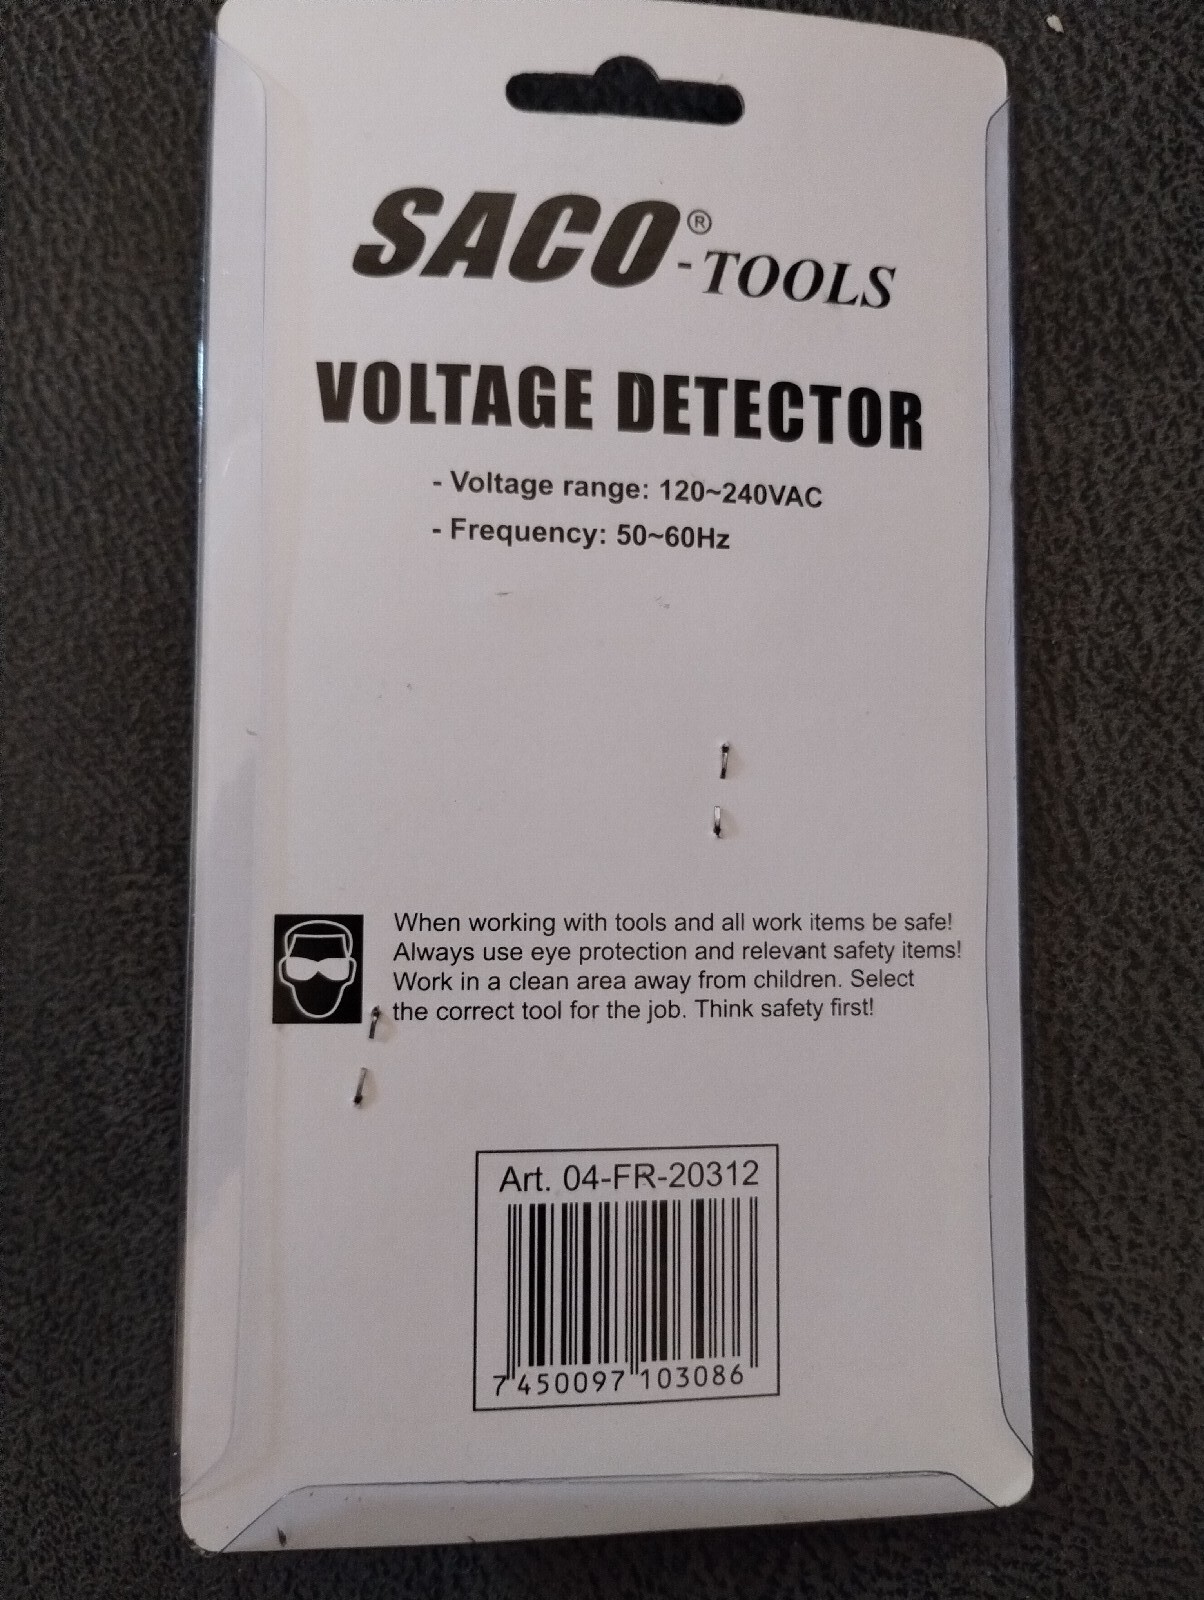 SACO®-TOOLS
VOLTAGE DETECTOR
- Voltage range: 120~240VAC
- Frequency: 50~60Hz
When working with tools and all work items be safe!
Always use eye protection and relevant safety items!
Work in a clean area away from children. Select
the correct tool for the job. Think safety first!
Art. 04-FR-20312
7 450097 103086